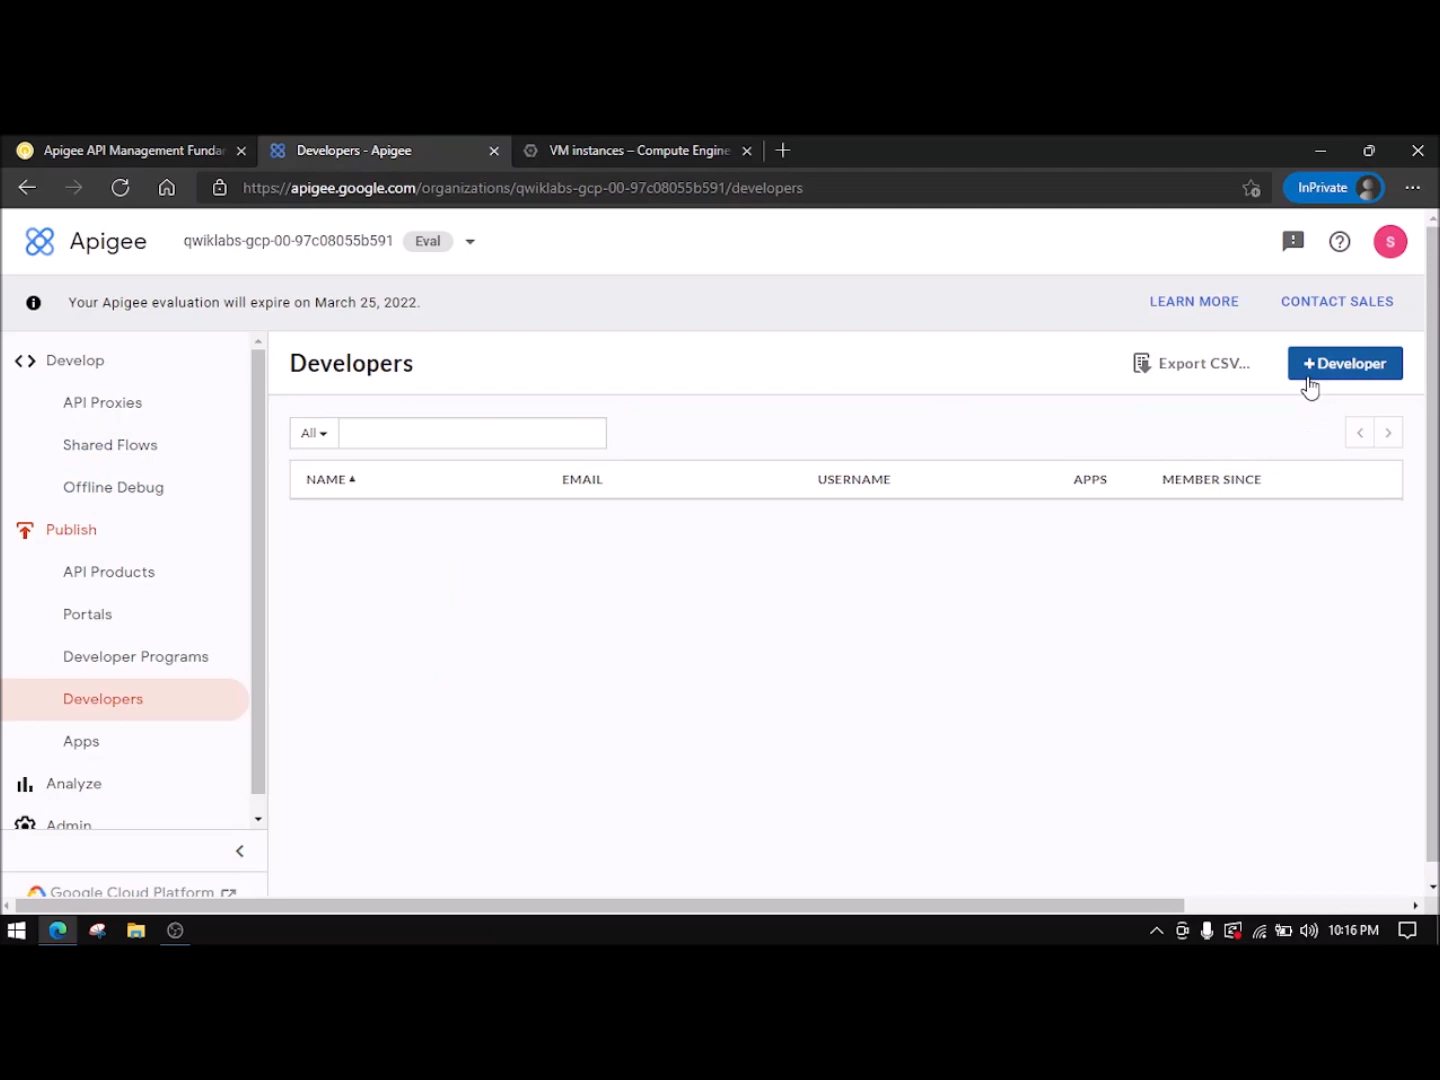 Apigee API Management Fundar
Developers - Apigee
VM instances – Compute Engine
https://apigee.google.com/organizations/qwiklabs-gcp-00-97c08055b591/developers
InPrivate
Apigee
qwiklabs-gcp-00-97c08055b591
Eval
S
Your Apigee evaluation will expire on March 25, 2022.
LEARN MORE
CONTACT SALES
Develop
API Proxies
Shared Flows
Offline Debug
Publish
API Products
Portals
Developer Programs
Developers
Apps
Analyze
Admin
Google Cloud Platform
Developers
Export CSV...
+Developer
All
NAME
EMAIL
USERNAME
APPS
MEMBER SINCE
10:16 PM